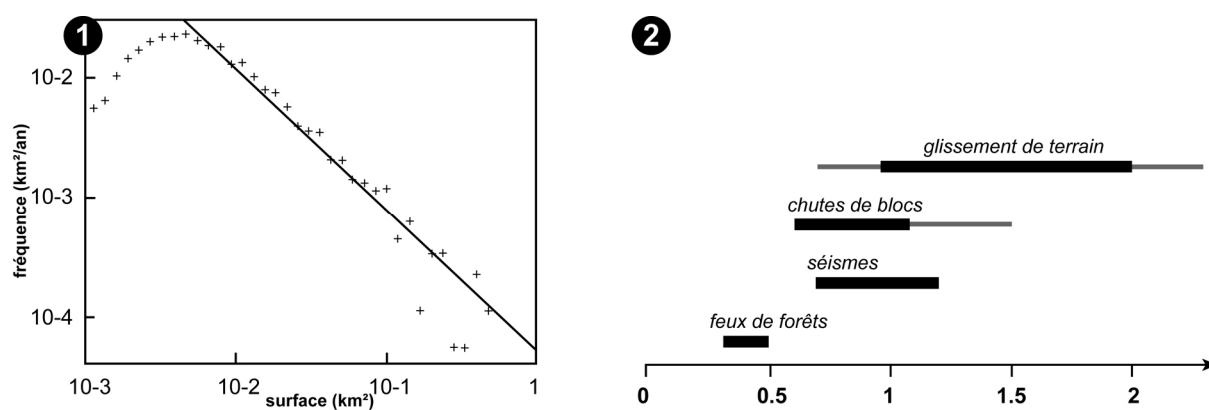 1
10-2
10-3
10-4
fréquence (km²/an)
10-3 10-2 10-1 1
surface (km²)
2
glissement de terrain
chutes de blocs
séismes
feux de forêts
0 0.5 1 1.5 2